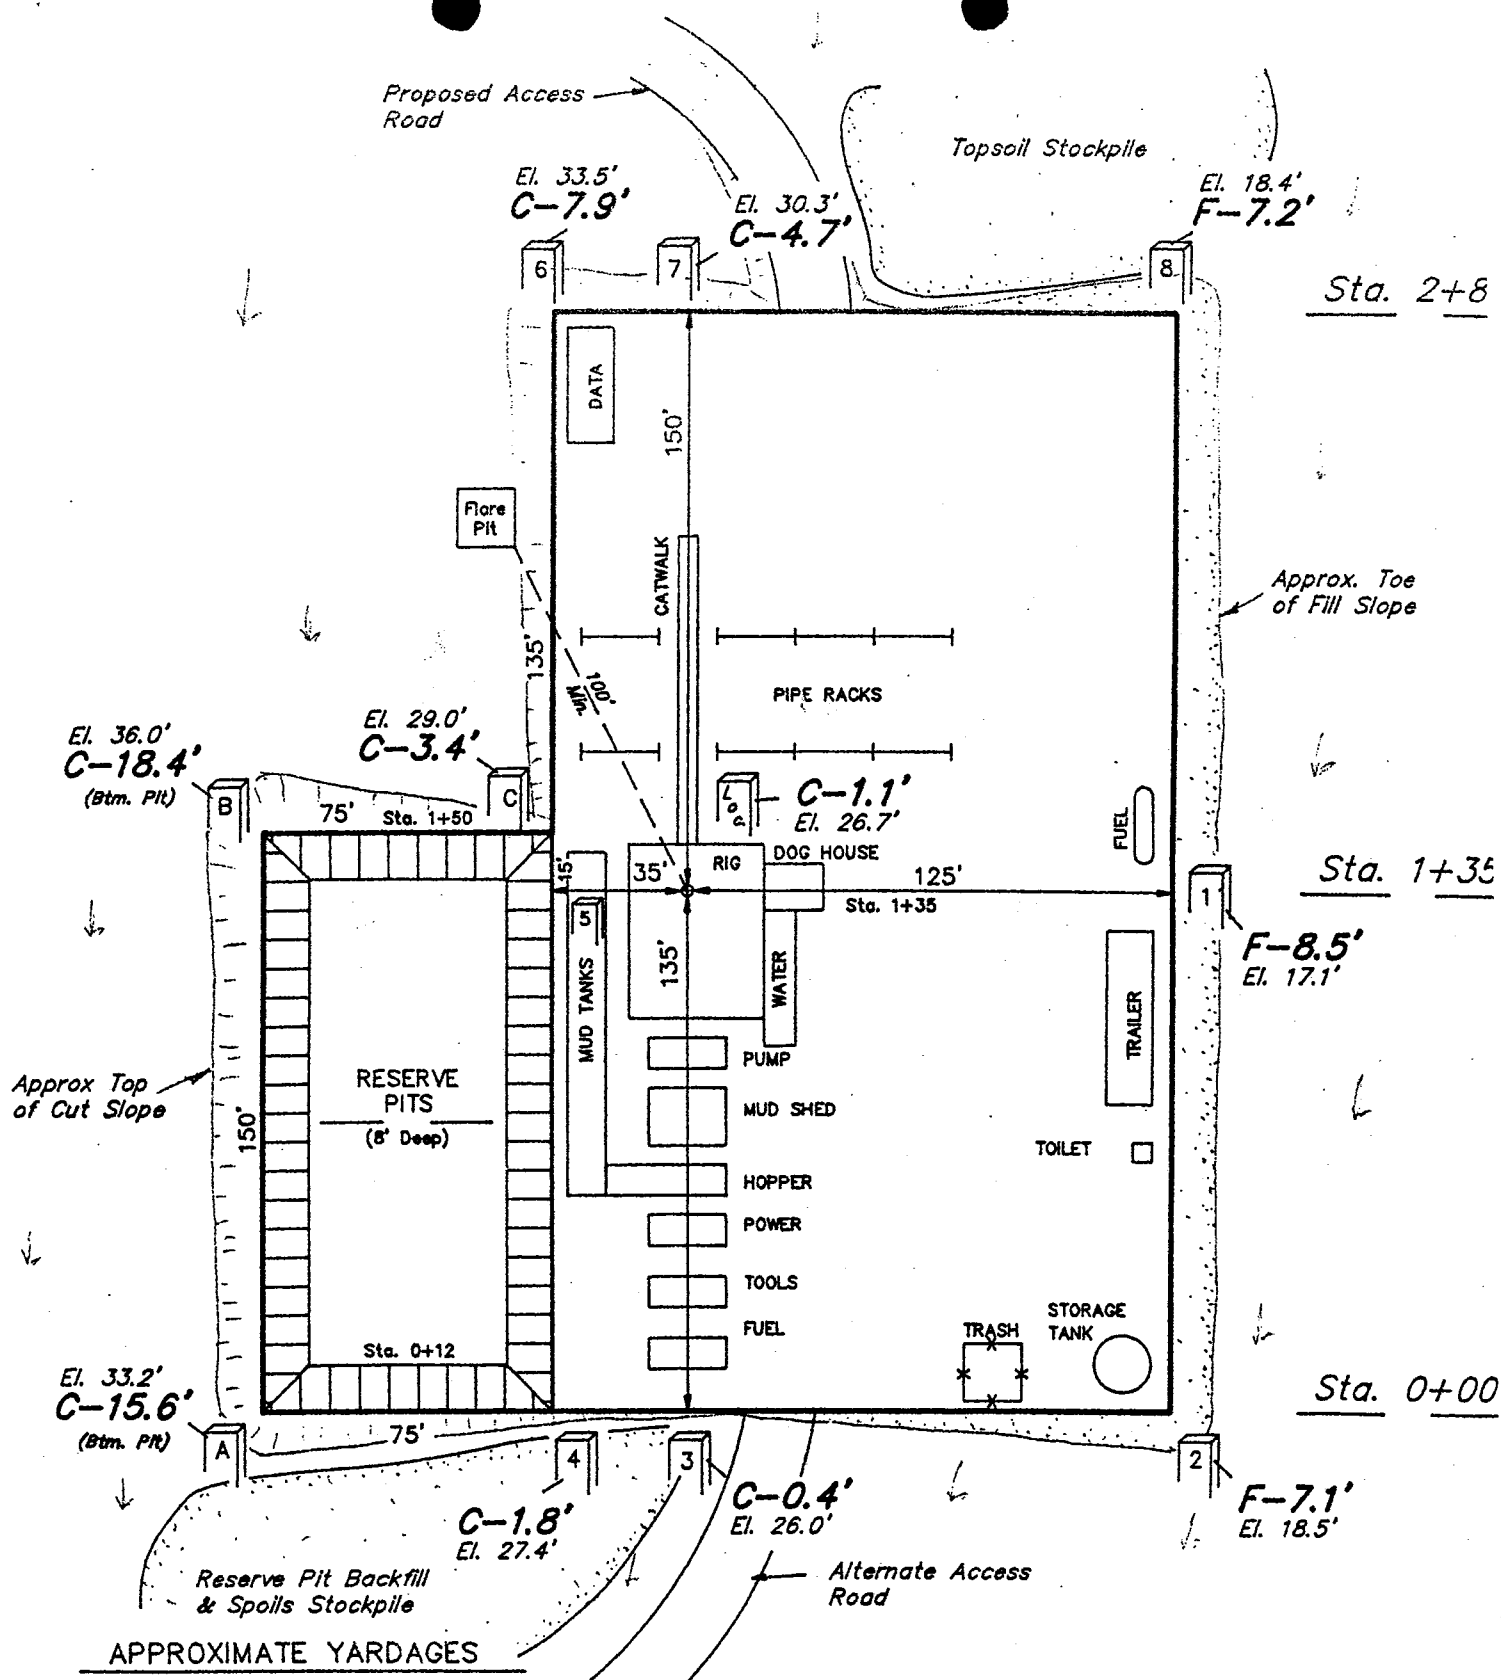 Proposed Access
Road
Topsoil Stockpile
El. 33.5'
C-7.9'
El. 30.3'
C-4.7'
El. 18.4'
F-7.2'
6
7
8
Sta. 2+8
DATA
150'
Flare
Pit
CATWALK
Approx. Toe
of Fill Slope
135'
100'
Min.
PIPE RACKS
El. 36.0'
C-18.4'
(Btm. Pit)
El. 29.0'
C-3.4'
B
C
75'
Sta. 1+50
Loc.
C-1.1'
El. 26.7'
FUEL
DOG HOUSE
RIG
15'
35'
125'
Sta. 1+35
Sta. 1+35
1
5
F-8.5'
El. 17.1'
135'
MUD TANKS
WATER
TRAILER
PUMP
Approx Top
of Cut Slope
RESERVE
PITS
(8' Deep)
150'
MUD SHED
TOILET
HOPPER
POWER
TOOLS
FUEL
STORAGE
TANK
TRASH
Sta. 0+12
El. 33.2'
C-15.6'
(Btm. Pit)
Sta. 0+00
A
75'
4
3
2
C-1.8'
El. 27.4'
C-0.4'
El. 26.0'
F-7.1'
El. 18.5'
Reserve Pit Backfill
& Spoils Stockpile
Alternate Access
Road
APPROXIMATE YARDAGES